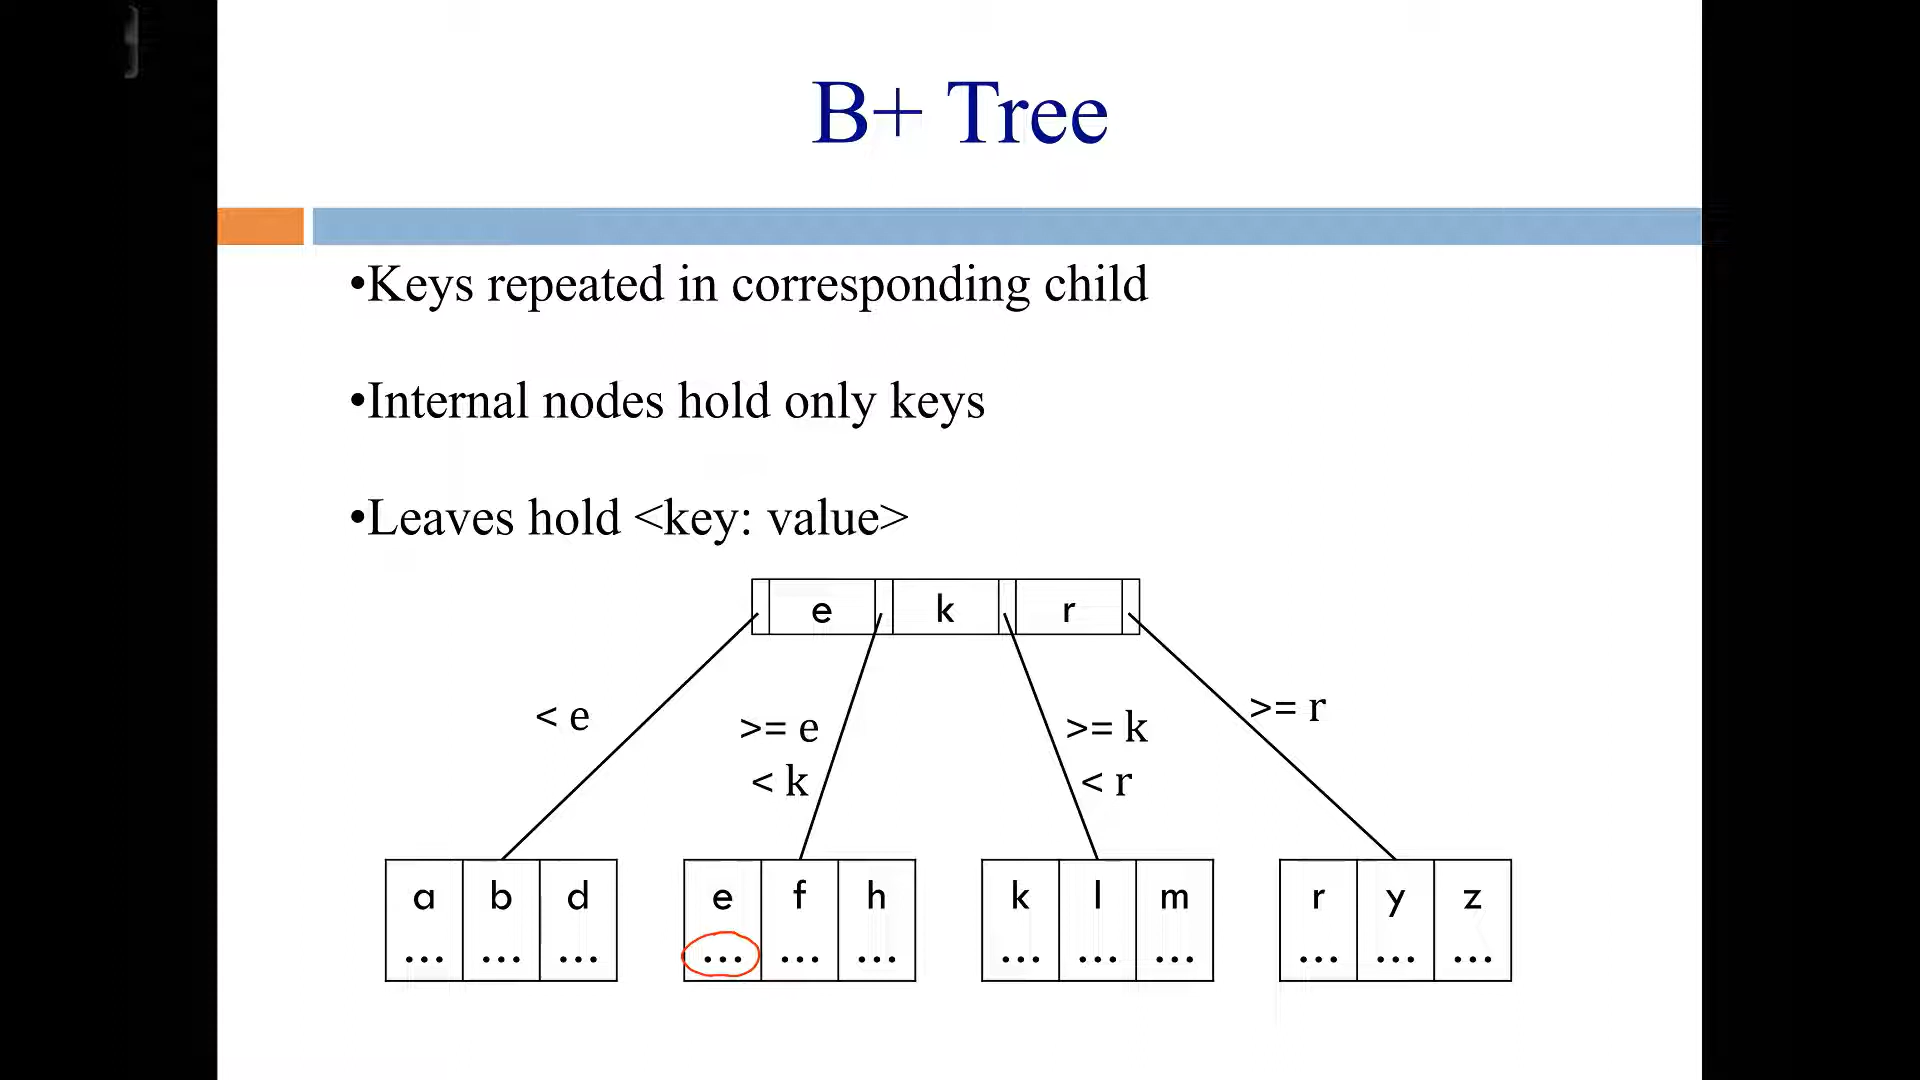 B+ Tree
•Keys repeated in corresponding child
•Internal nodes hold only keys
•Leaves hold <key: value>
e k r
< e
>= e
< k
>= k
< r
>= r
a b d
... ... ...
e f h
... ... ...
k l m
... ... ...
r y z
... ... ...